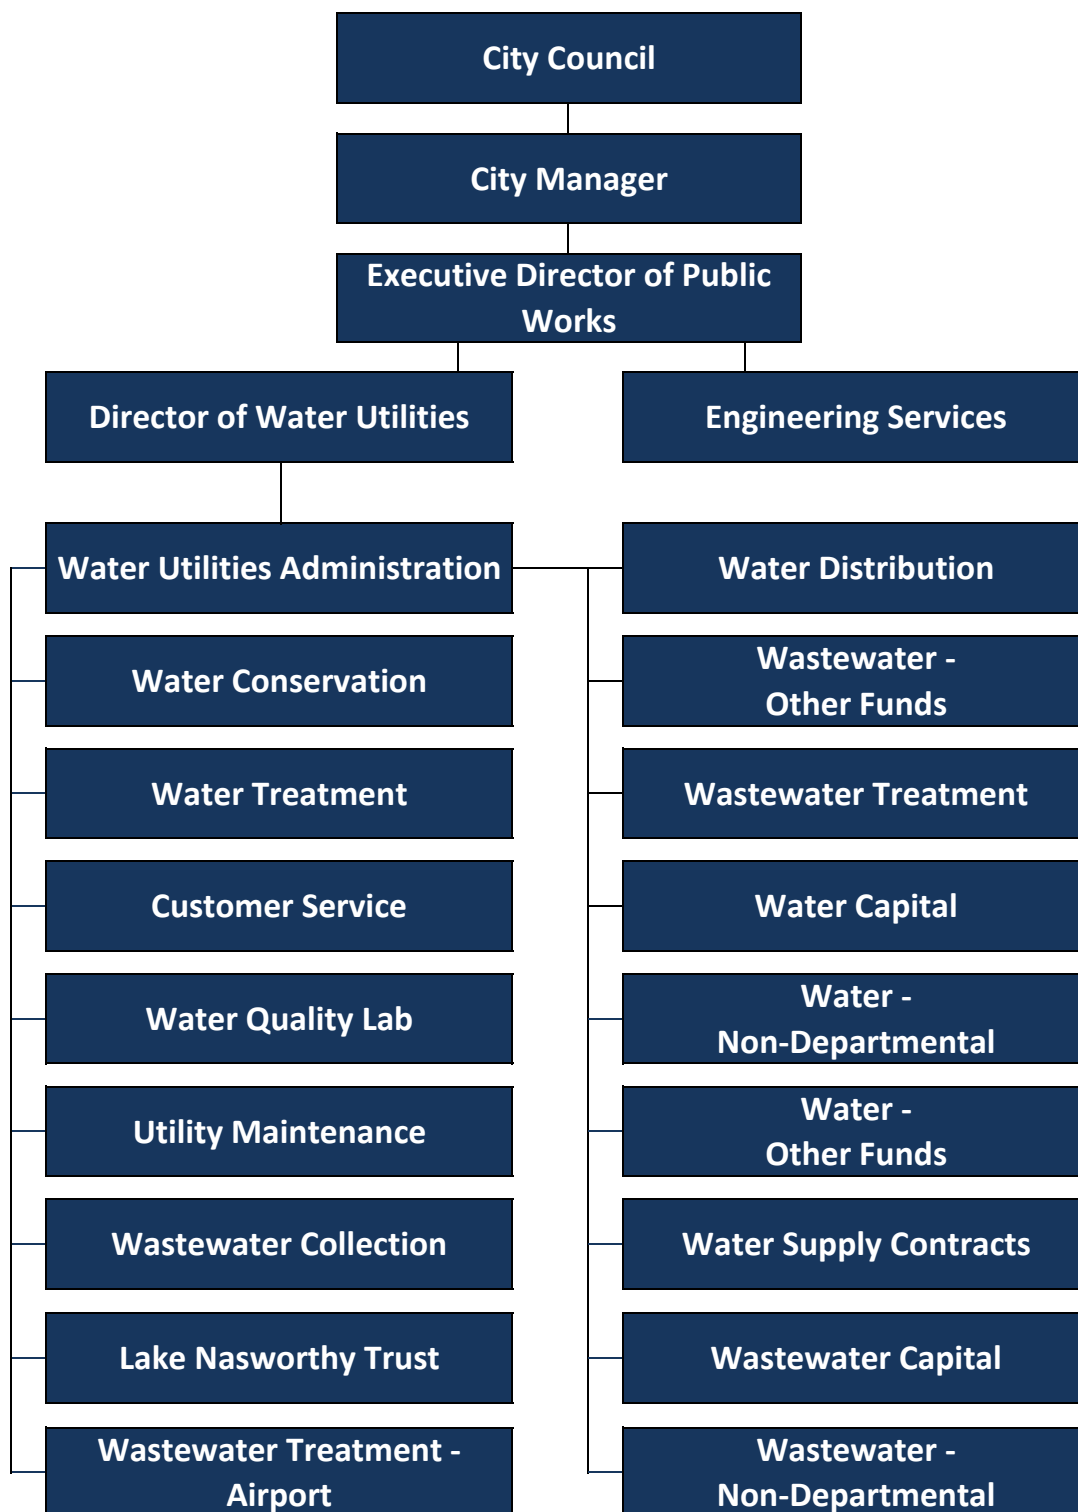 City Council
City Manager
Executive Director of Public
Works
Director of Water Utilities
Engineering Services
Water Utilities Administration
Water Distribution
Water Conservation
Wastewater -
Other Funds
Water Treatment
Wastewater Treatment
Customer Service
Water Capital
Water Quality Lab
Water -
Non-Departmental
Utility Maintenance
Water -
Other Funds
Wastewater Collection
Water Supply Contracts
Lake Nasworthy Trust
Wastewater Capital
Wastewater Treatment -
Airport
Wastewater -
Non-Departmental